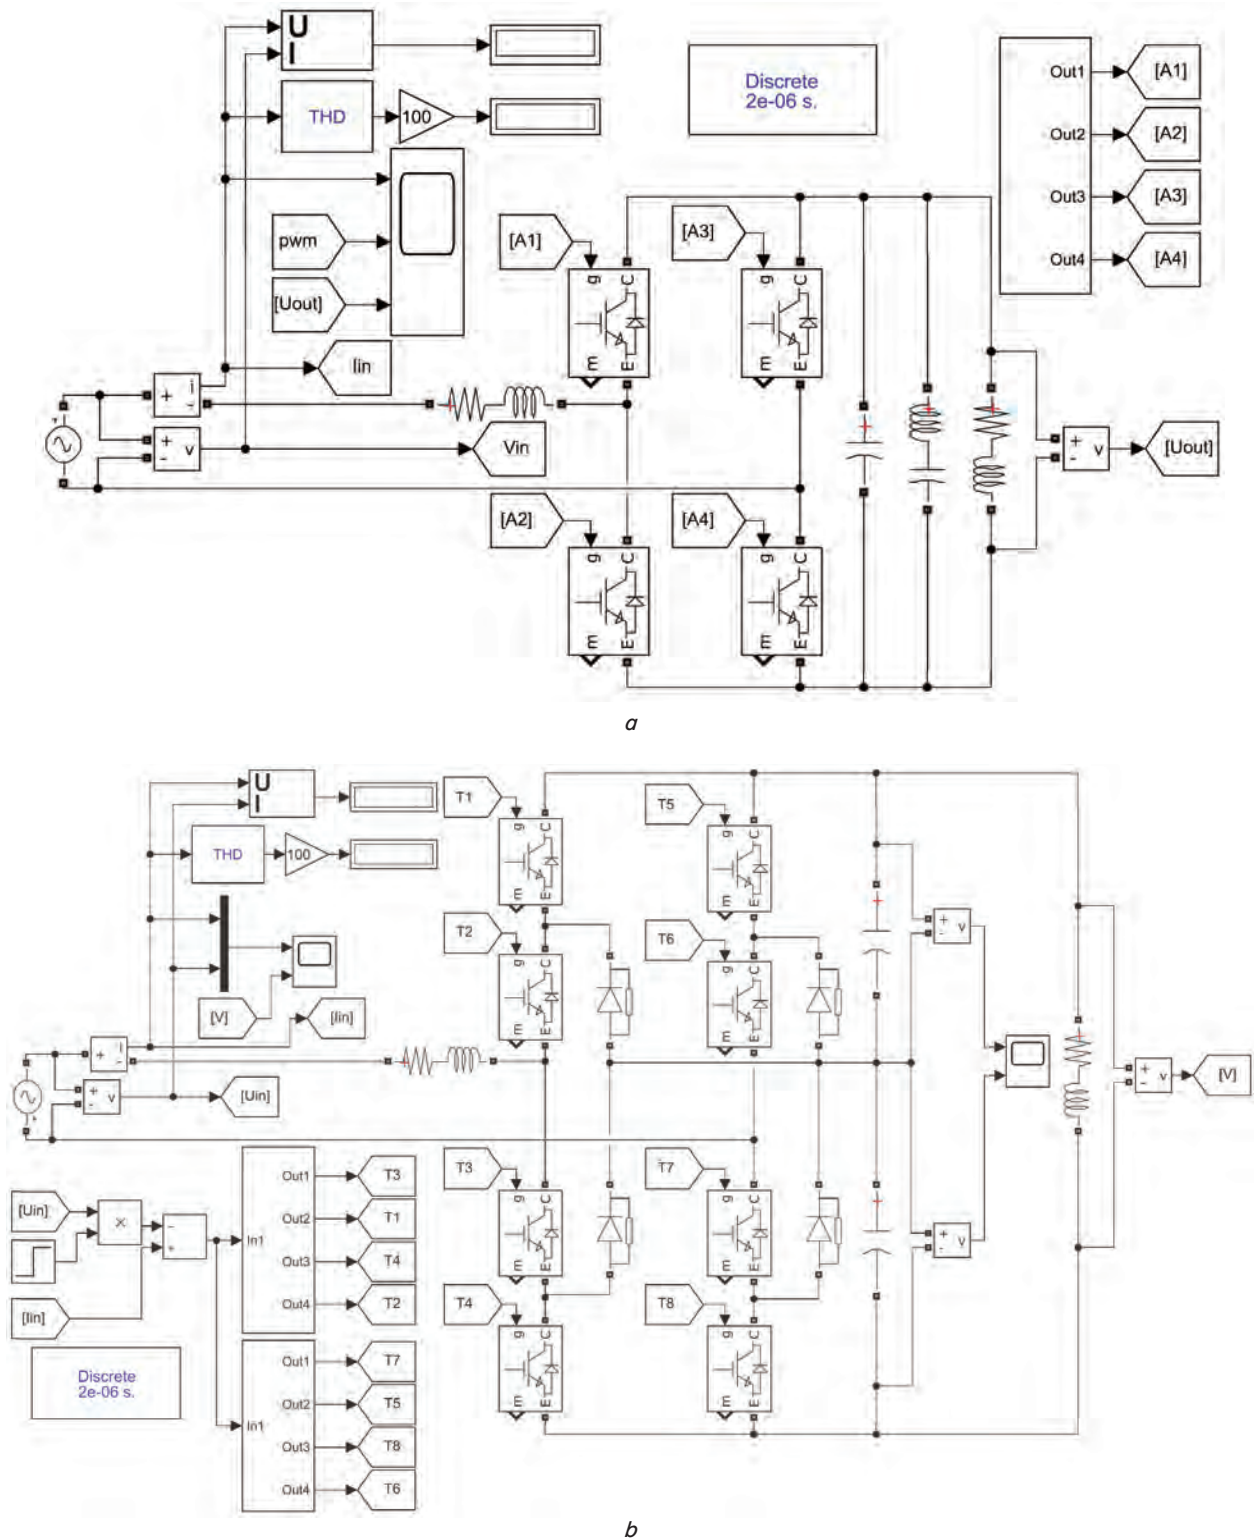 U
I
THD
100
Discrete
2e-06 s.
Out1
[A1]
Out2
[A2]
Out3
[A3]
Out4
[A4]
pwm
[Uout]
[A1]
g
C
m
E
[A3]
g
C
m
E
Iin
+
i
-
+
-
v
Vin
[A2]
g
C
m
E
[A4]
g
C
m
E
+
-
v
[Uout]
a
U
I
THD
100
T1
g
C
m
E
T5
g
C
m
E
T2
g
C
m
E
T6
g
C
m
E
[V]
[Iin]
+
i
-
+
-
v
[Uin]
+
-
v
+
-
v
[V]
T3
g
C
m
E
T7
g
C
m
E
+
-
v
T4
g
C
m
E
T8
g
C
m
E
[Uin]
×
-
+
[Iin]
In1
Out1
T3
Out2
T1
Out3
T4
Out4
T2
In1
Out1
T7
Out2
T5
Out3
T8
Out4
T6
Discrete
2e-06 s.
b